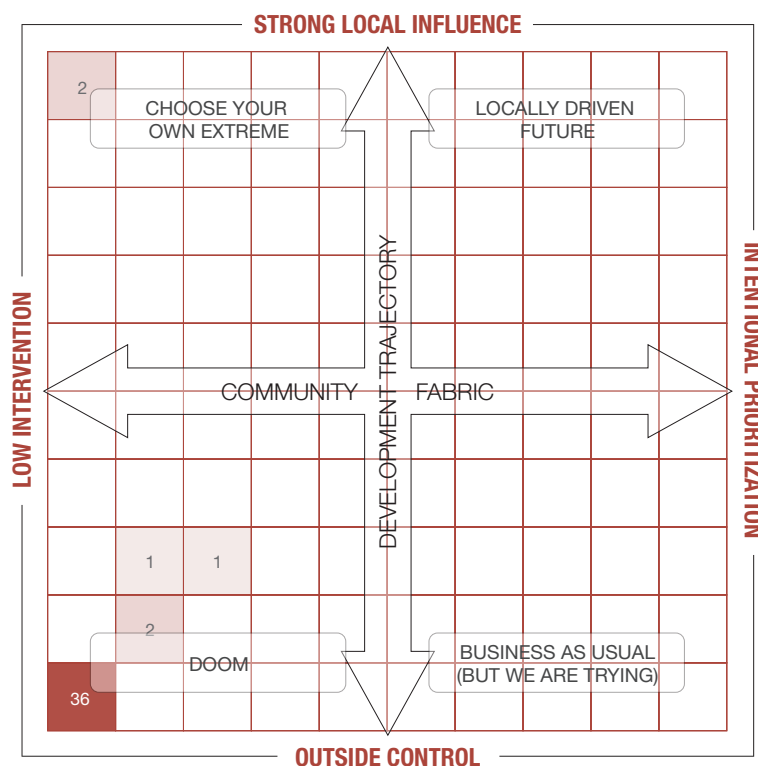 STRONG LOCAL INFLUENCE
2
CHOOSE YOUR
OWN EXTREME
LOCALLY DRIVEN
FUTURE
LOW INTERVENTION
DEVELOPMENT TRAJECTORY
INTENTIONAL PRIORITIZATION
COMMUNITY FABRIC
1 1
2
DOOM
BUSINESS AS USUAL
(BUT WE ARE TRYING)
36
OUTSIDE CONTROL